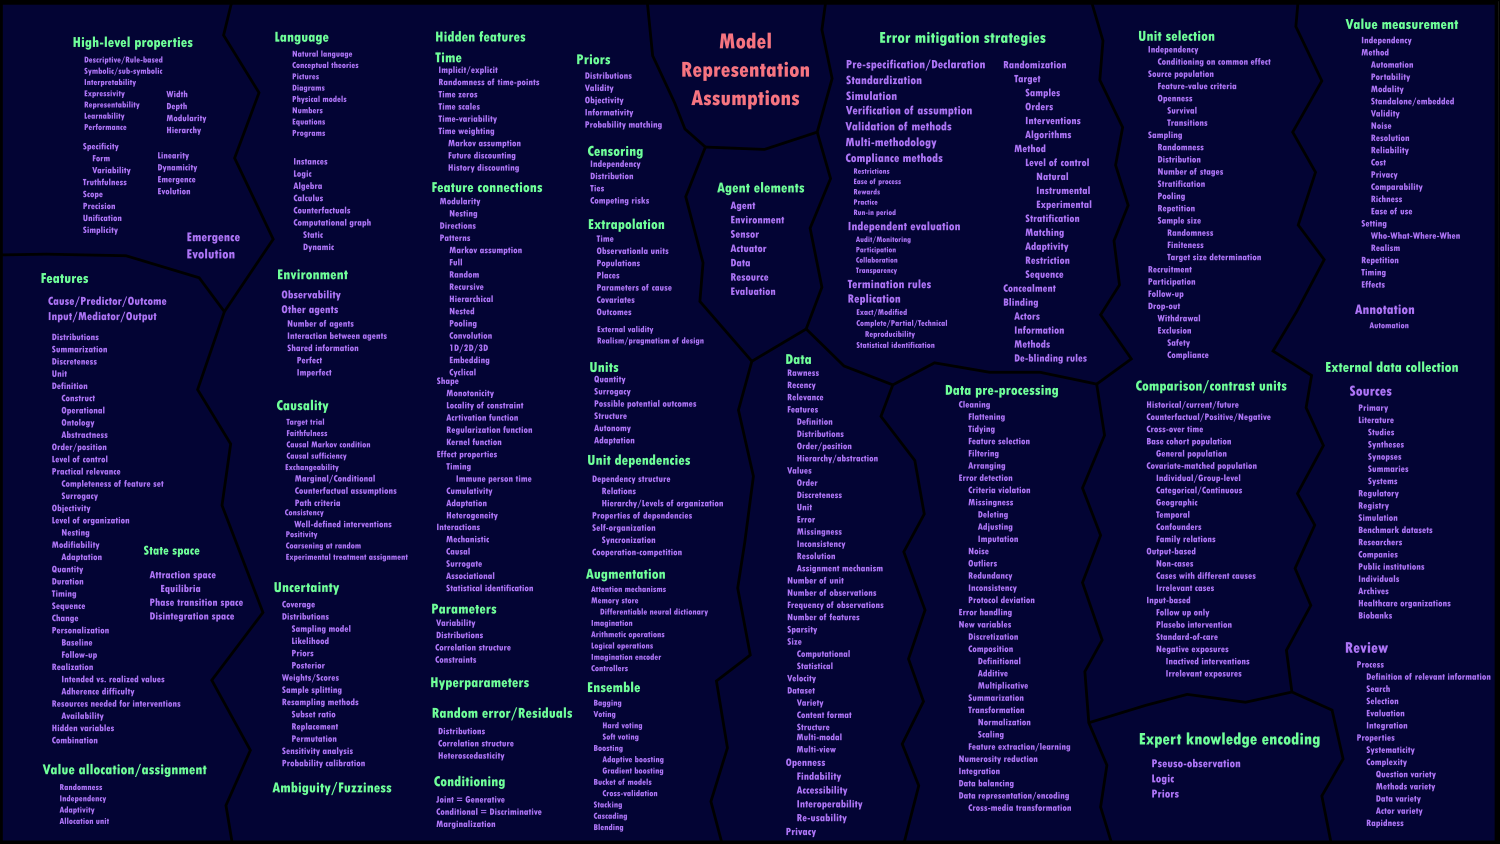 Model
Representation
Assumptions
High-level properties
Descriptive/Rule-based
Symbolic/sub-symbolic
Interpretability
Expressivity
Representability
Learnability
Performance
Width
Depth
Modularity
Hierarchy
Specificity
Form
Variability
Truthfulness
Scope
Precision
Unification
Simplicity
Linearity
Dynamicity
Emergence
Evolution
Emergence
Evolution
Features
Cause/Predictor/Outcome
Input/Mediator/Output
Distributions
Summarization
Discreteness
Unit
Definition
Construct
Operational
Ontology
Abstractness
Order/position
Level of control
Practical relevance
Completeness of feature set
Surrogacy
Objectivity
Level of organization
Nesting
Modifiability
Adaptation
Quantity
Duration
Timing
Sequence
Change
Personalization
Baseline
Follow-up
Realization
Intended vs. realized values
Adherence difficulty
Resources needed for interventions
Availability
Hidden variables
Combination
State space
Attraction space
Equilibria
Phase transition space
Disintegration space
Value allocation/assignment
Randomness
Independency
Adaptivity
Allocation unit
Language
Natural language
Conceptual theories
Pictures
Diagrams
Physical models
Numbers
Equations
Programs
Instances
Logic
Algebra
Calculus
Counterfactuals
Computational graph
Static
Dynamic
Environment
Observability
Other agents
Number of agents
Interaction between agents
Shared information
Perfect
Imperfect
Causality
Target trial
Faithfulness
Causal Markov condition
Causal sufficiency
Exchangeability
Marginal/Conditional
Counterfactual assumptions
Path criteria
Consistency
Well-defined interventions
Positivity
Coarsening at random
Experimental treatment assignment
Uncertainty
Coverage
Distributions
Sampling model
Likelihood
Priors
Posterior
Weights/Scores
Sample splitting
Resampling methods
Subset ratio
Replacement
Permutation
Sensitivity analysis
Probability calibration
Ambiguity/Fuzziness
Hidden features
Time
Implicit/explicit
Randomness of time-points
Time zeros
Time scales
Time-variability
Time weighting
Markov assumption
Future discounting
History discounting
Feature connections
Modularity
Nesting
Directions
Patterns
Markov assumption
Full
Random
Recursive
Hierarchical
Nested
Pooling
Convolution
1D/2D/3D
Embedding
Cyclical
Shape
Monotonicity
Locality of constraint
Acrtivation function
Regularization function
Kernel function
Effect properties
Timing
Immune person time
Cumulativity
Adaptation
Heterogeneity
Interactions
Mechanistic
Causal
Surrogate
Associational
Statistical identification
Parameters
Variability
Distributions
Correlation structure
Constraints
Hyperparameters
Random error/Residuals
Distributions
Correlation structure
Heteroscedasticity
Conditioning
Joint = Generative
Conditional = Discriminative
Marginalization
Priors
Distributions
Validity
Objectivity
Informativity
Probability matching
Censoring
Independency
Distribution
Ties
Competing risks
Extrapolation
Time
Observationla units
Populations
Places
Parameters of cause
Covariates
Outcomes
External validity
Realism/pragmatism of design
Units
Quantity
Surrogacy
Possible potential outcomes
Structure
Autonomy
Adaptation
Unit dependencies
Dependency structure
Relations
Hierarchy/Levels of organization
Properties of dependencies
Self-organization
Syncronization
Cooperation-competition
Augmentation
Attention mechanisms
Memory store
Differentiable neural dictionary
Imagination
Arithmetic operations
Logical operations
Imagination encoder
Controllers
Ensemble
Bagging
Voting
Hard voting
Soft voting
Boosting
Adaptive boosting
Gradient boosting
Bucket of models
Cross-validation
Stacking
Cascading
Blending
Agent elements
Agent
Environment
Sensor
Actuator
Data
Resource
Evaluation
Data
Rawness
Recency
Relevance
Features
Definition
Distributions
Order/position
Hierarchy/abstraction
Values
Order
Discreteness
Unit
Error
Missingness
Inconsistency
Resolution
Assignment mechanism
Number of unit
Number of observations
Frequency of observations
Number of features
Sparsity
Size
Computational
Statistical
Velocity
Dataset
Variety
Content format
Structure
Multi-modal
Multi-view
Openness
Findability
Accessibility
Interoperability
Re-usability
Privacy
Error mitigation strategies
Pre-specification/Declaration
Standardization
Simulation
Verification of assumption
Validation of methods
Multi-methodology
Compliance methods
Restrictions
Ease of process
Rewards
Practice
Run-in period
Independent evaluation
Audit/Monitoring
Participation
Collaboration
Transparency
Termination rules
Replication
Exact/Modified
Complete/Partial/Technical
Reproducibility
Statistical identification
Randomization
Target
Samples
Orders
Interventions
Algorithms
Method
Level of control
Natural
Instrumental
Experimental
Stratification
Matching
Adaptivity
Restriction
Sequence
Concealment
Blinding
Actors
Information
Methods
De-blinding rules
Data pre-processing
Cleaning
Flattening
Tidying
Feature selection
Filtering
Arranging
Error detection
Criteria violation
Missingness
Deleting
Adjusting
Imputation
Noise
Outliers
Redundancy
Inconsistency
Protocol deviation
Error handling
New variables
Discretization
Composition
Definitional
Additive
Multiplicative
Summarization
Transformation
Normalization
Scaling
Feature extraction/learning
Numerosity reduction
Integration
Data balancing
Data representation/encoding
Cross-media transformation
Unit selection
Independency
Conditioning on common effect
Source population
Feature-value criteria
Openness
Survival
Transitions
Sampling
Randomness
Distribution
Number of stages
Stratification
Pooling
Repetition
Sample size
Randomness
Finiteness
Target size determination
Recruitment
Participation
Follow-up
Drop-out
Withdrawal
Exclusion
Safety
Compliance
Comparison/contrast units
Historical/current/future
Counterfactual/Positive/Negative
Cross-over time
Base cohort population
General population
Covariate-matched population
Individual/Group-level
Categorical/Continuous
Geographic
Temporal
Confounders
Family relations
Output-based
Non-cases
Cases with different causes
Irrelevant cases
Input-based
Follow up only
Plasebo intervention
Standard-of-care
Negative exposures
Inactived interventions
Irrelevant exposures
Expert knowledge encoding
Pseuso-observation
Logic
Priors
Value measurement
Independency
Method
Automation
Portability
Modality
Standalone/embedded
Validity
Noise
Resolution
Reliability
Cost
Privacy
Comparability
Richness
Ease of use
Setting
Who-What-Where-When
Realism
Repetition
Timing
Effects
Annotation
Automation
External data collection
Sources
Primary
Literature
Studies
Syntheses
Synopses
Summaries
Systems
Regulatory
Registry
Simulation
Benchmark datasets
Researchers
Companies
Public institutions
Individuals
Archives
Healthcare organizations
Biobanks
Review
Process
Definition of relevant information
Search
Selection
Evaluation
Integration
Properties
Systematicity
Complexity
Question variety
Methods variety
Data variety
Actor variety
Rapidness